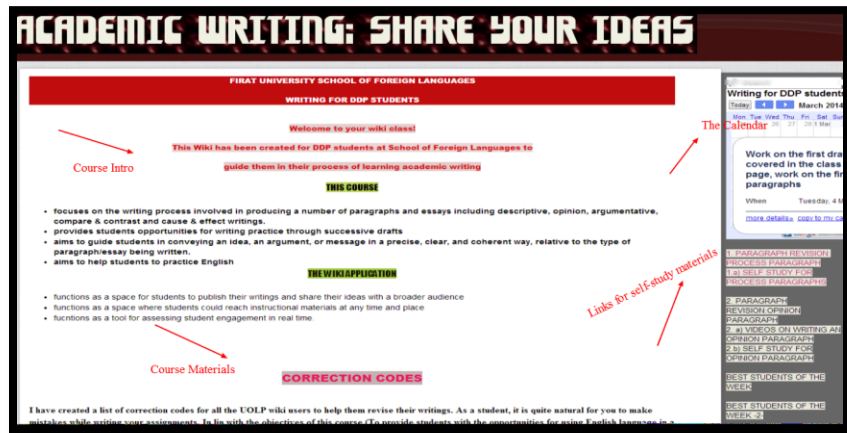 ACADEMIC WRITING: SHARE YOUR IDEAS
FIRAT UNIVERSITY SCHOOL OF FOREIGN LANGUAGES
WRITING FOR DDP STUDENTS
Welcome to your wiki class!
This Wiki has been created for DDP students at School of Foreign Languages to
guide them in their process of learning academic writing
Course Intro
THIS COURSE
focuses on the writing process involved in producing a number of paragraphs and essays including descriptive, opinion, argumentative,
compare & contrast and cause & effect writings.
provides students opportunities for writing practice through successive drafts
aims to guide students in conveying an idea, an argument, or message in a precise, clear, and coherent way, relative to the type of
paragraph/essay being written.
aims to help students to practice English
THE WIKI APPLICATION
functions as a space for students to publish their writings and share their ideas with a broader audience
functions as a space where students could reach instructional materials at any time and place
fucntions as a tool for assessing student engagement in real time.
Course Materials
CORRECTION CODES
I have created a list of correction codes for all the UOLP wiki users to help them revise their writings. As a student, it is quite natural for you to make
mistakes while writing your assignments. In lin with the objectives of this course (To provide students with the opportunities for using English language in a
Writing for DDP students
Today March 2014
Mon Tue Wed Thu Fri Sat Sun
26 27 28 1 Mar
The Calendar
Work on the first dra
covered in the class
page, work on the fir
paragraphs
When Tuesday, 4 M
more details» copy to my ca
Links for self-study materials
1. PARAGRAPH REVISION:
PROCESS PARAGRAPH
1.a) SELF STUDY FOR
PROCESS PARAGRAPHS
2. PARAGRAPH
REVISION:OPINION
PARAGRAPH
2. a) VIDEOS ON WRITING AN
OPINION PARAGRAPH
2.b) SELF STUDY FOR
OPINION PARAGRAPH
BEST STUDENTS OF THE
WEEK
BEST STUDENTS OF THE
WEEK -2-